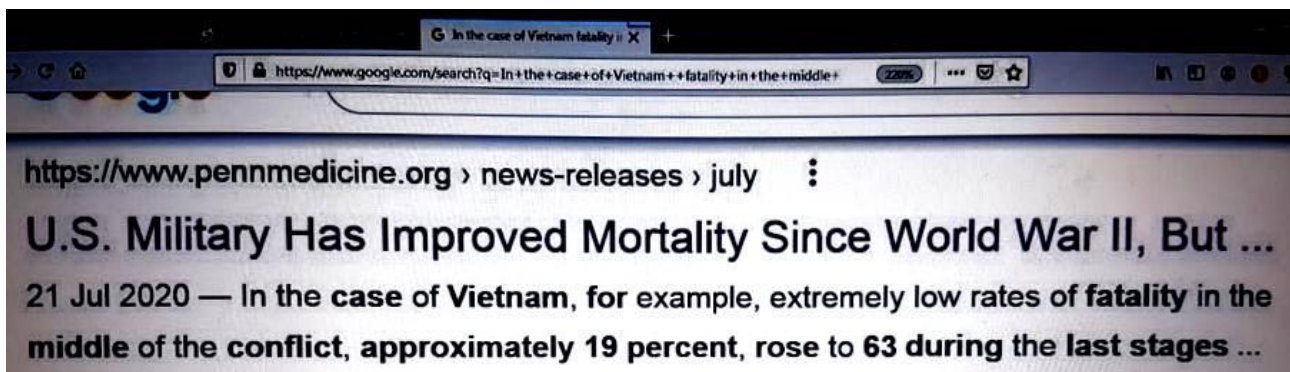 G In the case of Vietnam fatality i
https://www.google.com/search?q=In+the+case+of+Vietnam++fatality+in+the+middle+
220%
https://www.pennmedicine.org › news-releases › july
U.S. Military Has Improved Mortality Since World War II, But ...
21 Jul 2020 — In the case of Vietnam, for example, extremely low rates of fatality in the
middle of the conflict, approximately 19 percent, rose to 63 during the last stages ...